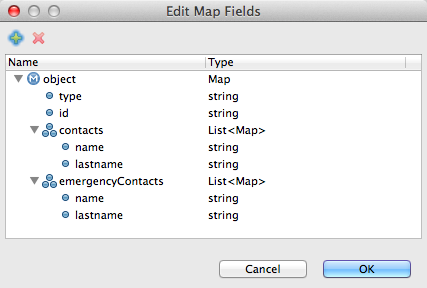 Edit Map Fields
Name Type
M object Map
type string
id string
contacts List<Map>
name string
lastname string
emergencyContacts List<Map>
name string
lastname string
Cancel OK